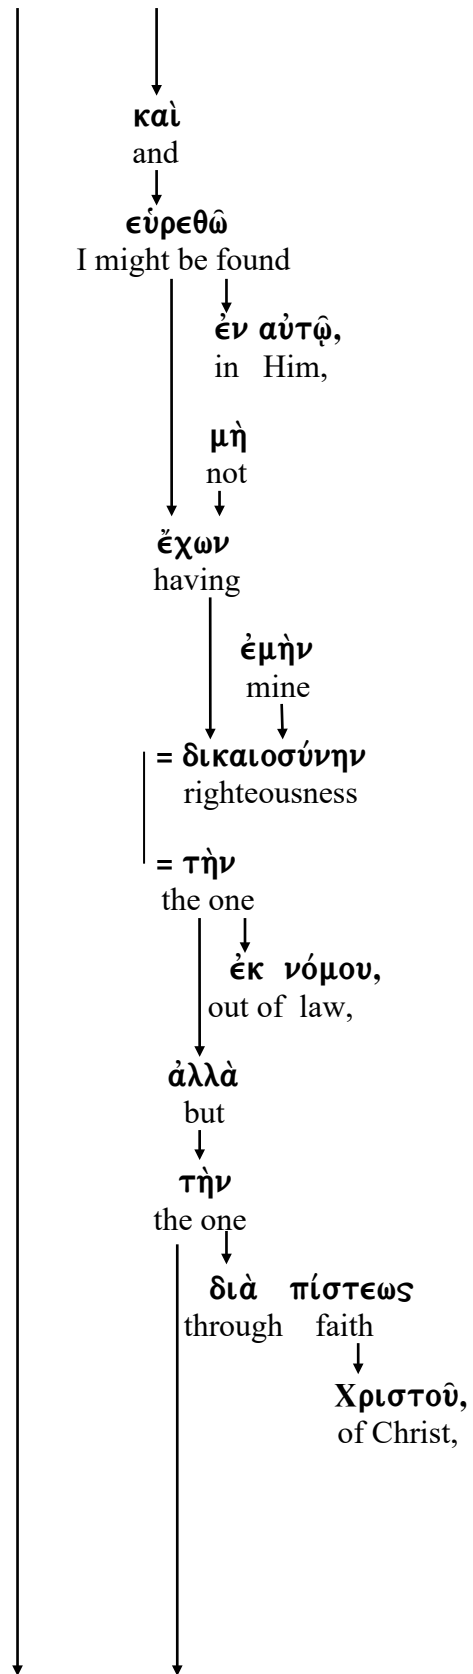 καὶ
and
εὑρεθῶ
I might be found
ἐν αὐτῷ,
in Him,
μὴ
not
ἔχων
having
ἐμὴν
mine
= δικαιοσύνην
righteousness
= τὴν
the one
ἐκ νόμου,
out of law,
ἀλλὰ
but
τὴν
the one
διὰ πίστεως
through faith
Χριστοῦ,
of Christ,